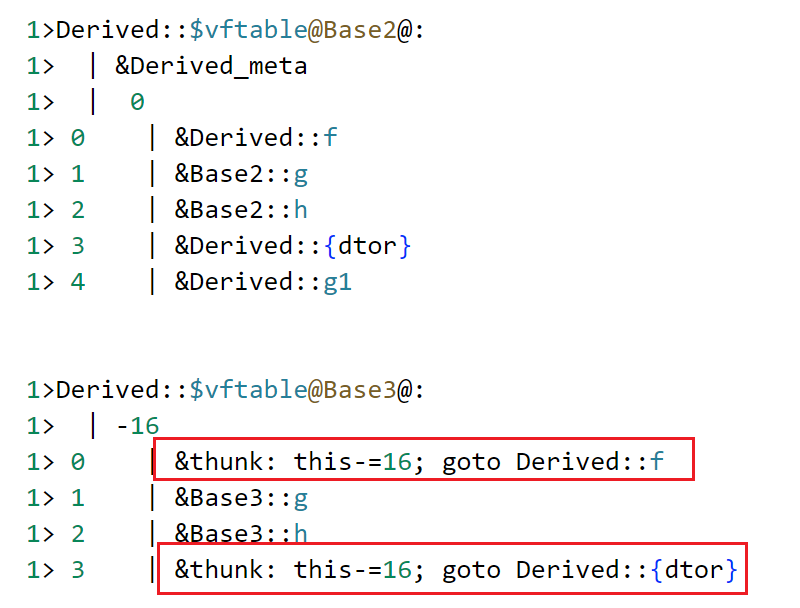 1>Derived::$vftable@Base2@:
1>  | &Derived_meta
1>  |  0
1> 0    | &Derived::f
1> 1    | &Base2::g
1> 2    | &Base2::h
1> 3    | &Derived::{dtor}
1> 4    | &Derived::g1
1>Derived::$vftable@Base3@:
1>  | -16
1> 0    | &thunk: this-=16; goto Derived::f
1> 1    | &Base3::g
1> 2    | &Base3::h
1> 3    | &thunk: this-=16; goto Derived::{dtor}